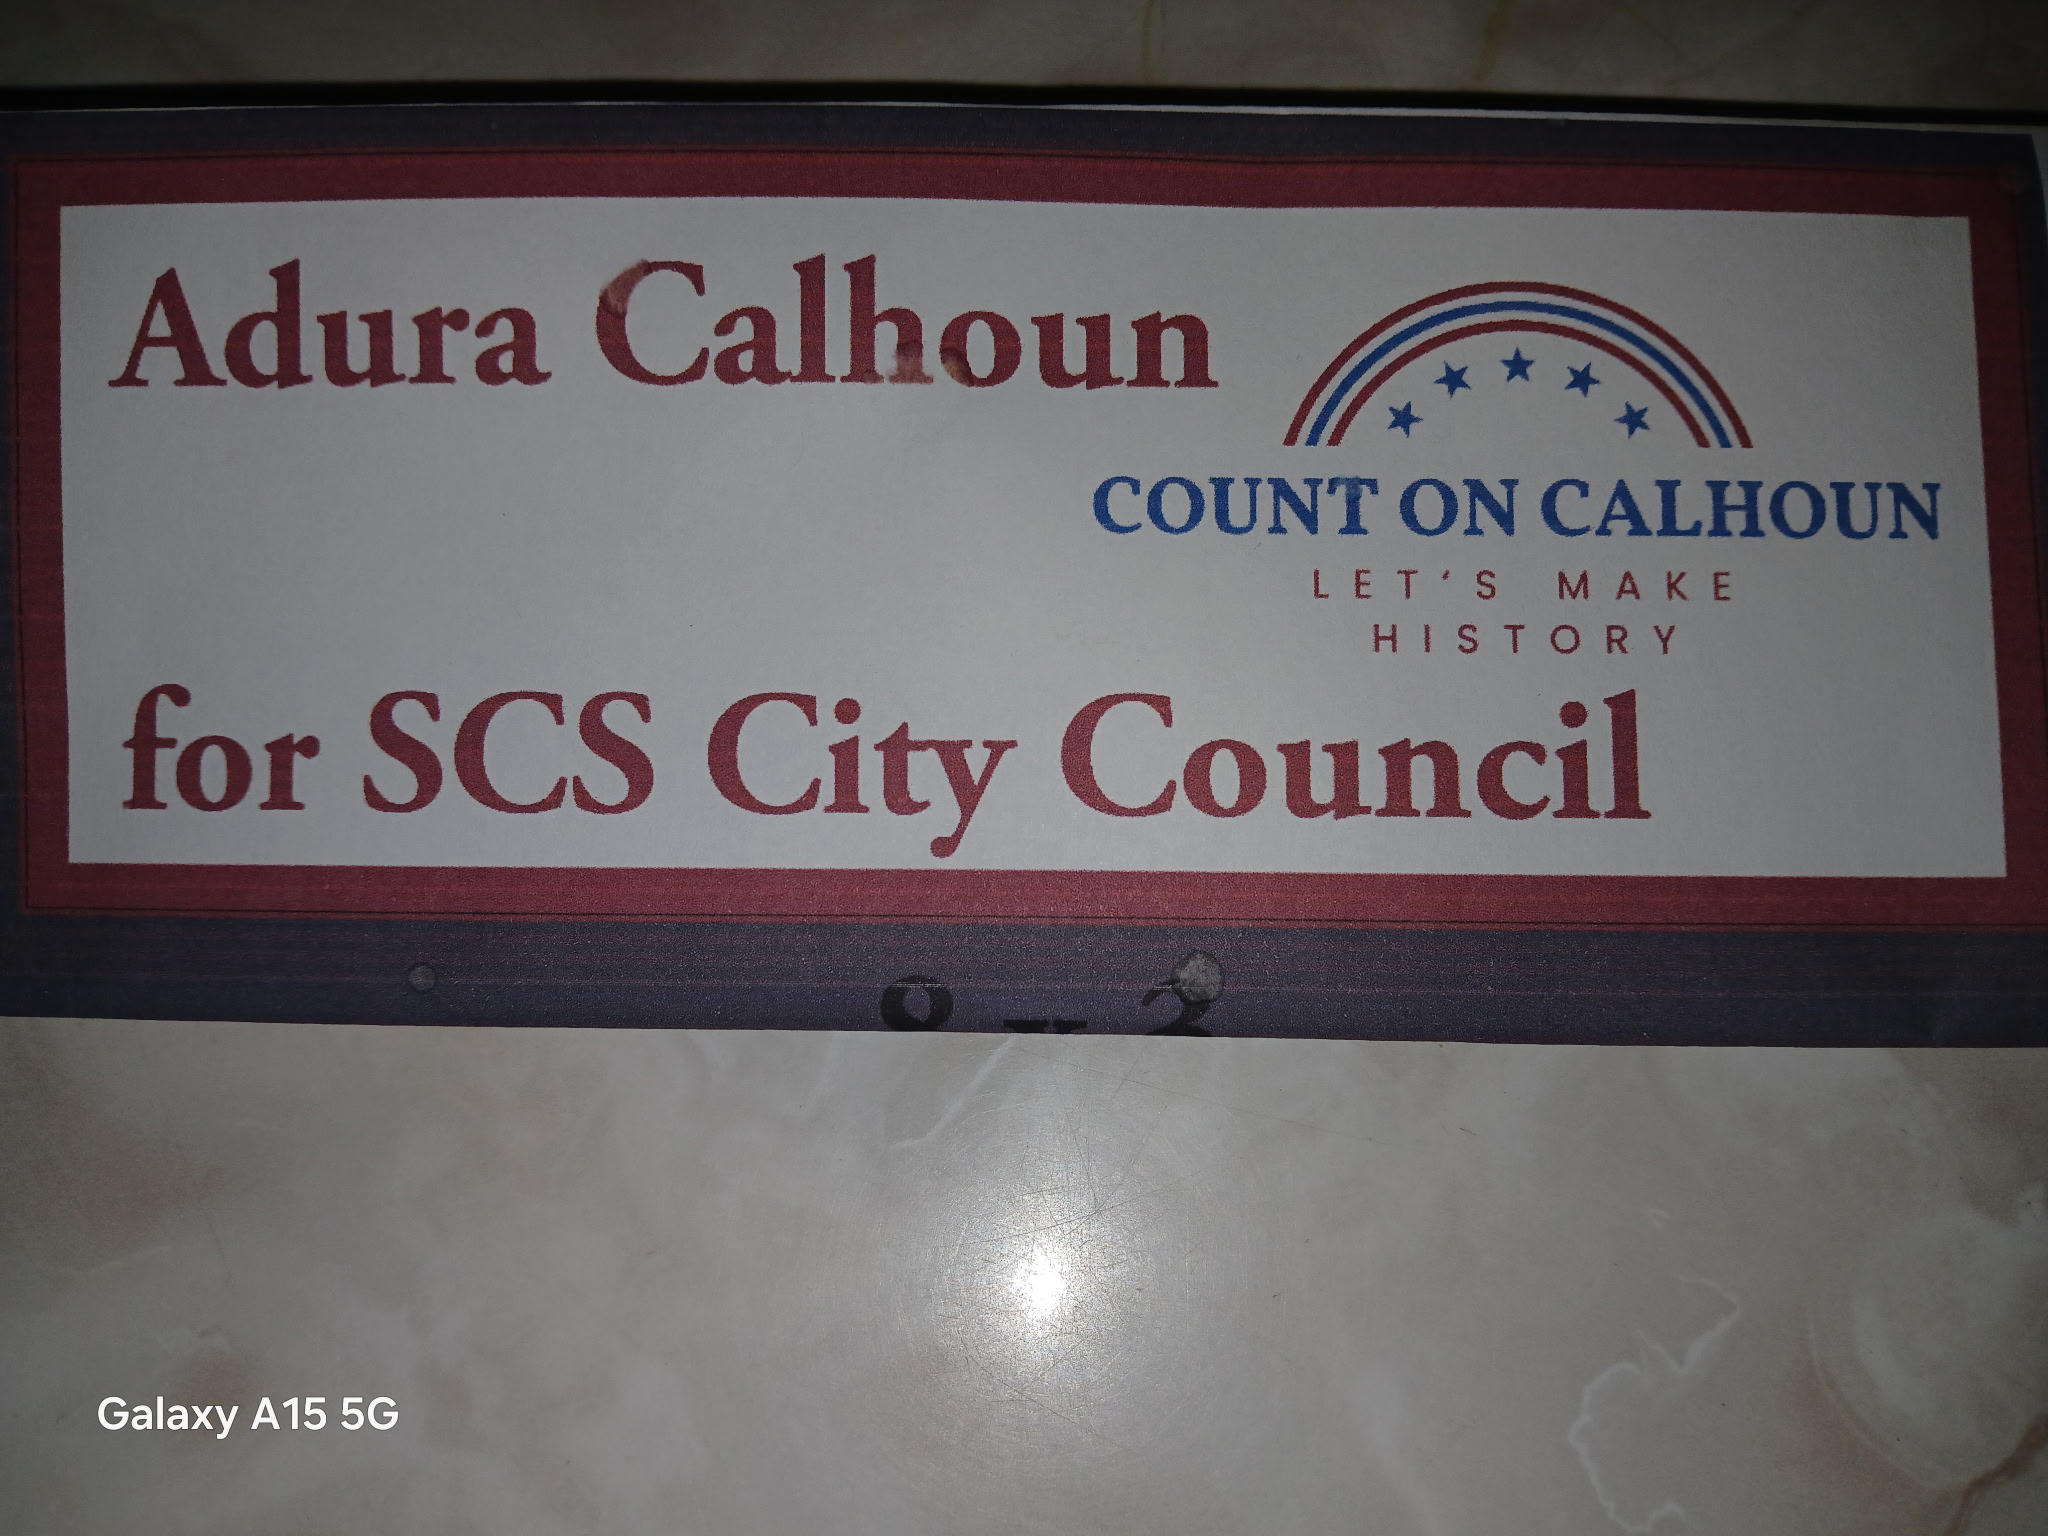 Adura Calhoun
COUNT ON CALHOUN
LET'S MAKE
HISTORY
for SCS City Council
Galaxy A15 5G